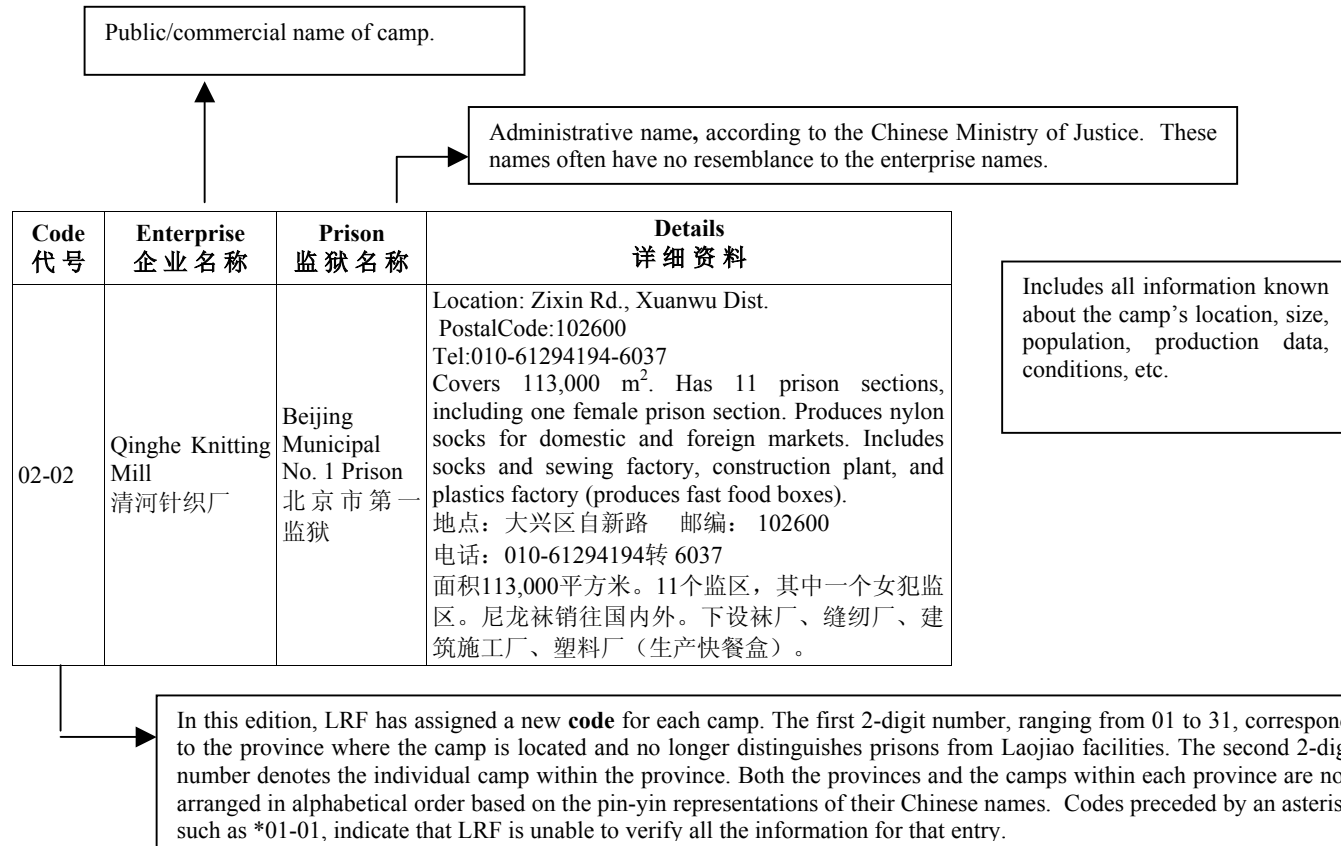 Public/commercial name of camp.
Administrative name, according to the Chinese Ministry of Justice. These
names often have no resemblance to the enterprise names.
Code
代号
Enterprise
企业名称
Prison
监狱名称
Details
详细资料
02-02
Qinghe Knitting
Mill
清河针织厂
Beijing
Municipal
No. 1 Prison
北京市第一
监狱
Location: Zixin Rd., Xuanwu Dist.
PostalCode:102600
Tel:010-61294194-6037
Covers 113,000 m². Has 11 prison sections,
including one female prison section. Produces nylon
socks for domestic and foreign markets. Includes
socks and sewing factory, construction plant, and
plastics factory (produces fast food boxes).
地点：大兴区自新路 邮编： 102600
电话：010-61294194转 6037
面积113,000平方米。11个监区，其中一个女犯监
区。尼龙袜销往国内外。下设袜厂、缝纫厂、建
筑施工厂、塑料厂（生产快餐盒）。
Includes all information known
about the camp's location, size,
population, production data,
conditions, etc.
In this edition, LRF has assigned a new code for each camp. The first 2-digit number, ranging from 01 to 31, correspon
to the province where the camp is located and no longer distinguishes prisons from Laojiao facilities. The second 2-dig
number denotes the individual camp within the province. Both the provinces and the camps within each province are no
arranged in alphabetical order based on the pin-yin representations of their Chinese names. Codes preceded by an asteris
such as *01-01, indicate that LRF is unable to verify all the information for that entry.